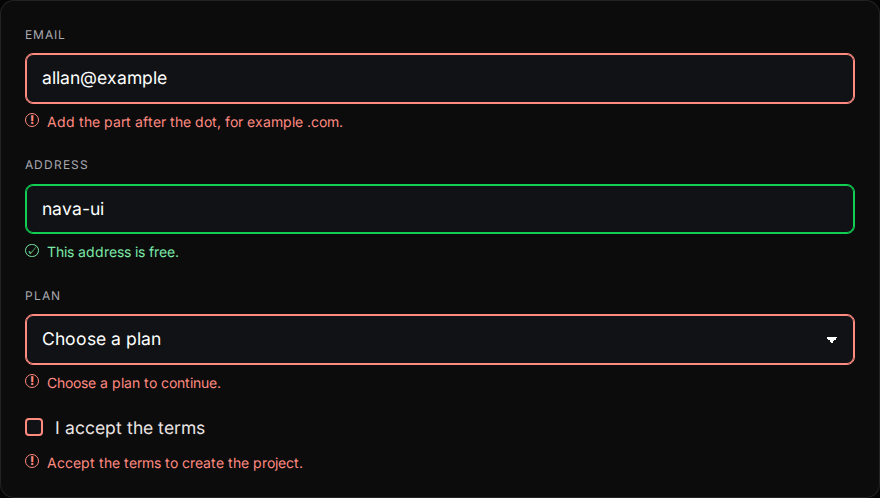 EMAIL
allan@example
Add the part after the dot, for example .com.
ADDRESS
nava-ui
This address is free.
PLAN
Choose a plan
Choose a plan to continue.
I accept the terms
Accept the terms to create the project.